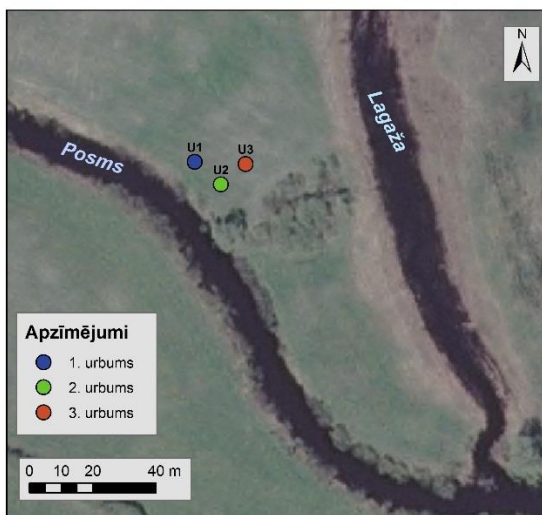 N
Lagaža
Posms
U1
U3
U2
Apzīmējumi
1. urbums
2. urbums
3. urbums
0 10 20 40 m